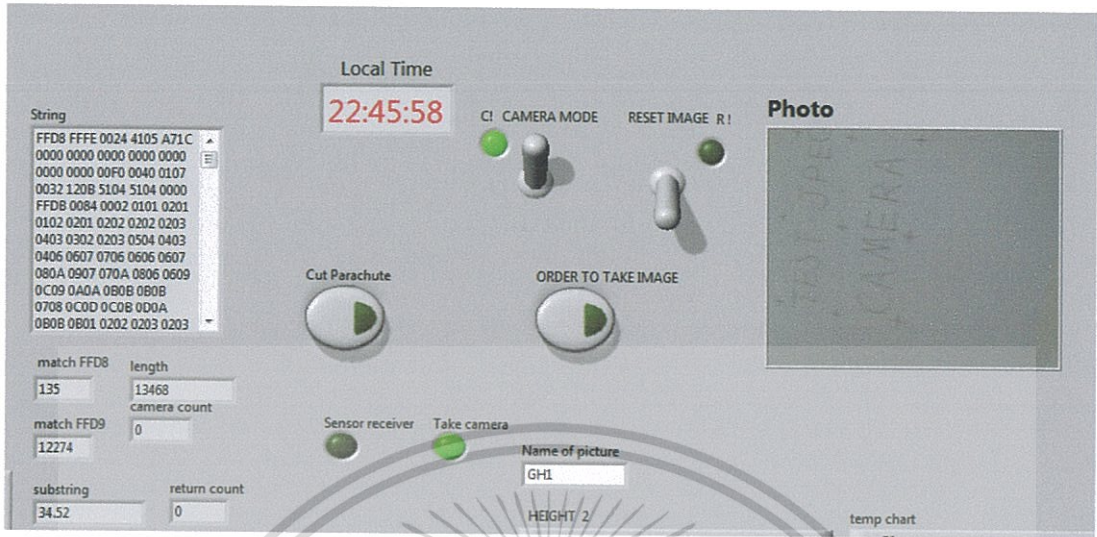 Local Time
22:45:58
String
FFD8 FFFE 0024 4105 A71C
0000 0000 0000 0000 0000
0000 0000 00F0 0040 0107
0032 120B 5104 5104 0000
FFDB 0084 0002 0101 0201
0102 0201 0202 0202 0203
0403 0302 0203 0504 0403
0406 0607 0706 0606 0607
080A 0907 070A 0806 0609
0C09 0A0A 0B0B 0B0B
0708 0C0D 0C0B 0D0A
0B0B 0B01 0202 0203 0203
C! CAMERA MODE
RESET IMAGE R!
Photo
TEST JPEG
CAMERA
Cut Parachute
ORDER TO TAKE IMAGE
match FFD8
135
length
13468
match FFD9
12274
camera count
0
Sensor receiver
Take camera
Name of picture
GH1
substring
34.52
return count
0
HEIGHT 2
temp chart